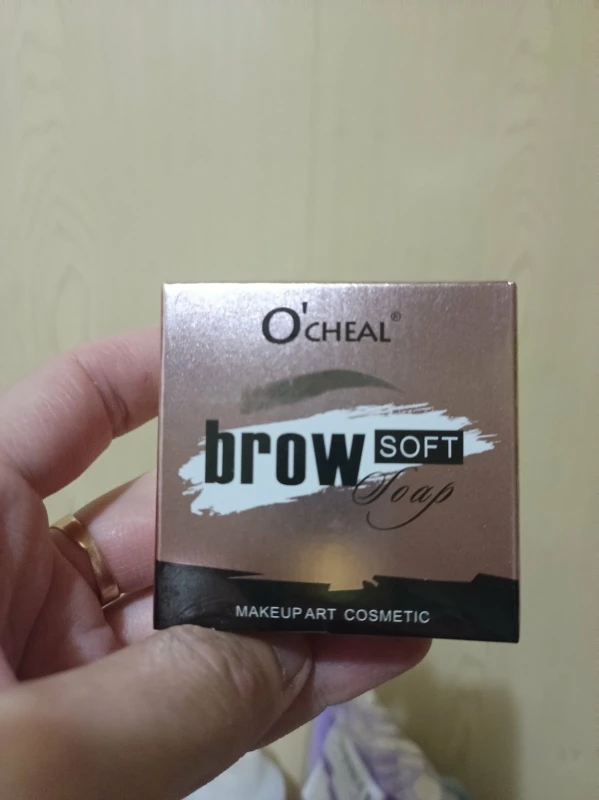 O'CHEAL®
brow SOFT
Soap
MAKEUP ART COSMETIC